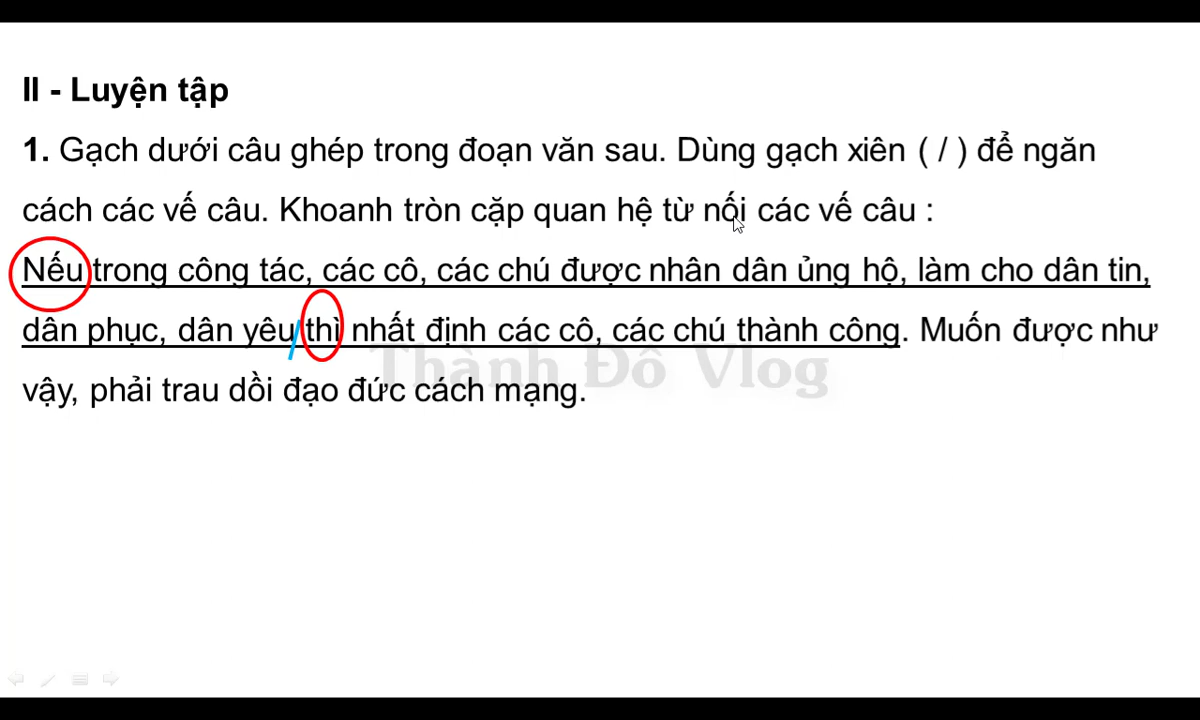 II - Luyện tập
1. Gạch dưới câu ghép trong đoạn văn sau. Dùng gạch xiên ( / ) để ngăn
cách các vế câu. Khoanh tròn cặp quan hệ từ nối các vế câu :
Nếu trong công tác, các cô, các chú được nhân dân ủng hộ, làm cho dân tin,
dân phục, dân yêu/ thì nhất định các cô, các chú thành công. Muốn được như
Thành Đô Vlog
vậy, phải trau dồi đạo đức cách mạng.